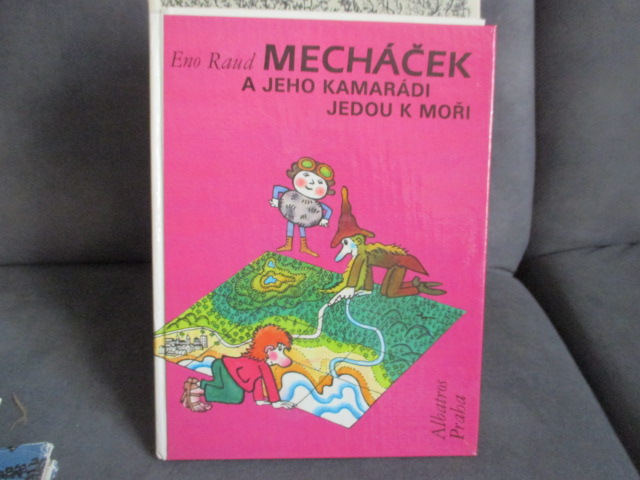 Eno Raud MECHÁČEK
A JEHO KAMARÁDI
JEDOU K MOŘI
Albatros
Praha